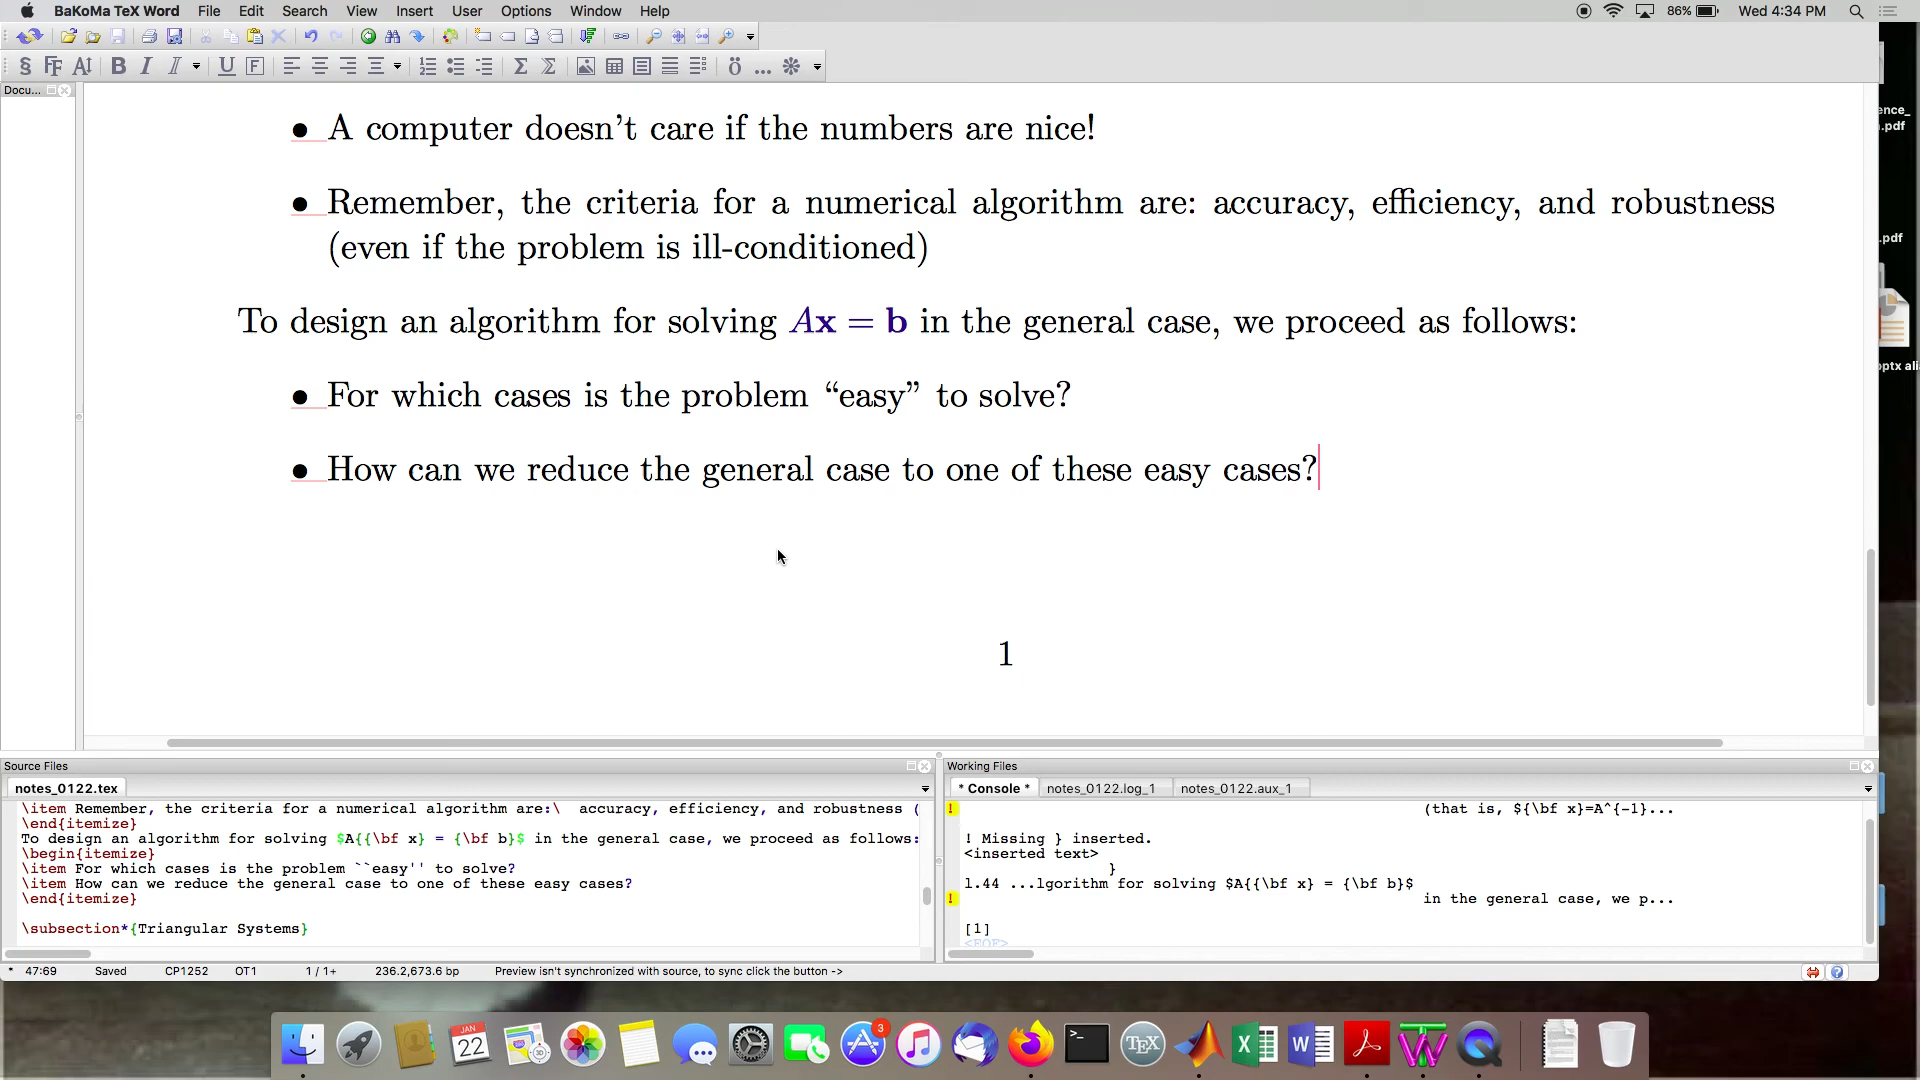 BaKoMa TeX Word File Edit Search View Insert User Options Window Help 86% Wed 4:34 PM
Docu...
ence_
.pdf
.pdf
pptx ali
• A computer doesn't care if the numbers are nice!
• Remember, the criteria for a numerical algorithm are: accuracy, efficiency, and robustness
(even if the problem is ill-conditioned)
To design an algorithm for solving Ax = b in the general case, we proceed as follows:
• For which cases is the problem “easy” to solve?
• How can we reduce the general case to one of these easy cases?
1
Source Files
notes_0122.tex
\item Remember, the criteria for a numerical algorithm are:\ accuracy, efficiency, and robustness (
\end{itemize}
To design an algorithm for solving $A{{\bf x} = {\bf b}$ in the general case, we proceed as follows:
\begin{itemize}
\item For which cases is the problem ``easy'' to solve?
\item How can we reduce the general case to one of these easy cases?
\end{itemize}
\subsection*{Triangular Systems}
Working Files
* Console * notes_0122.log_1 notes_0122.aux_1
(that is, ${\bf x}=A^{-1}...
! Missing } inserted.
<inserted text>
}
l.44 ...lgorithm for solving $A{{\bf x} = {\bf b}$
in the general case, we p...
[1]
<EOF>
* 47:69 Saved CP1252 OT1 1 / 1+ 236.2,673.6 bp Preview isn't synchronized with source, to sync click the button ->
JAN
22
3
TEX